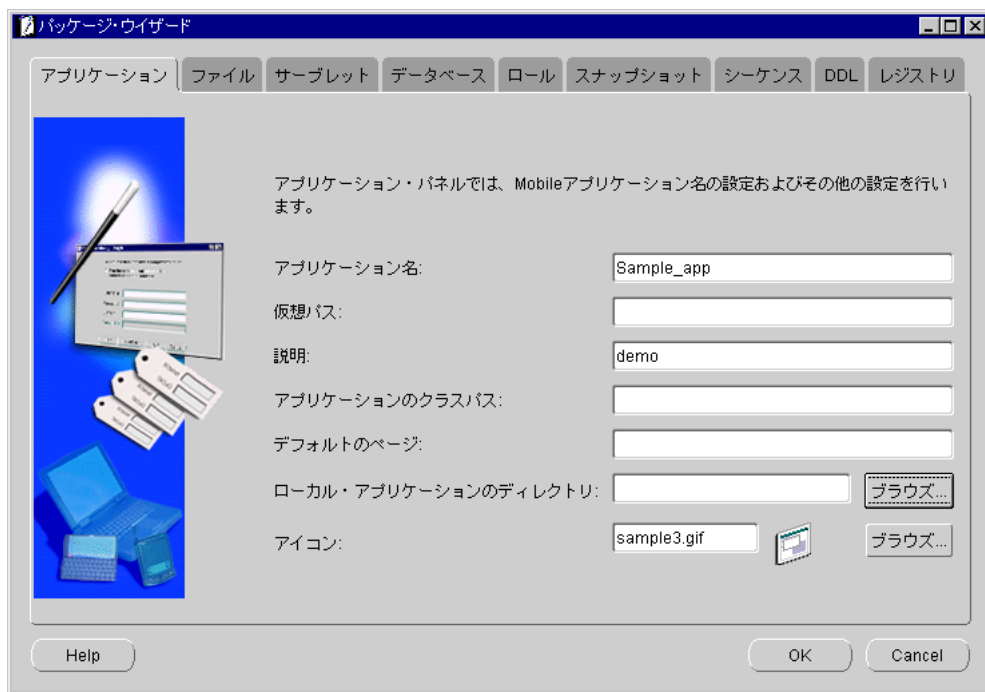 パッケージ・ウィザード
アプリケーション ファイル サーブレット データベース ロール スナップショット シーケンス DDL レジストリ
アプリケーション・パネルでは、Mobileアプリケーション名の設定およびその他の設定を行い
ます。
アプリケーション名: Sample_app
仮想パス:
説明: demo
アプリケーションのクラスパス:
デフォルトのページ:
ローカル・アプリケーションのディレクトリ: ブラウズ...
アイコン: sample3.gif ブラウズ...
Help OK Cancel